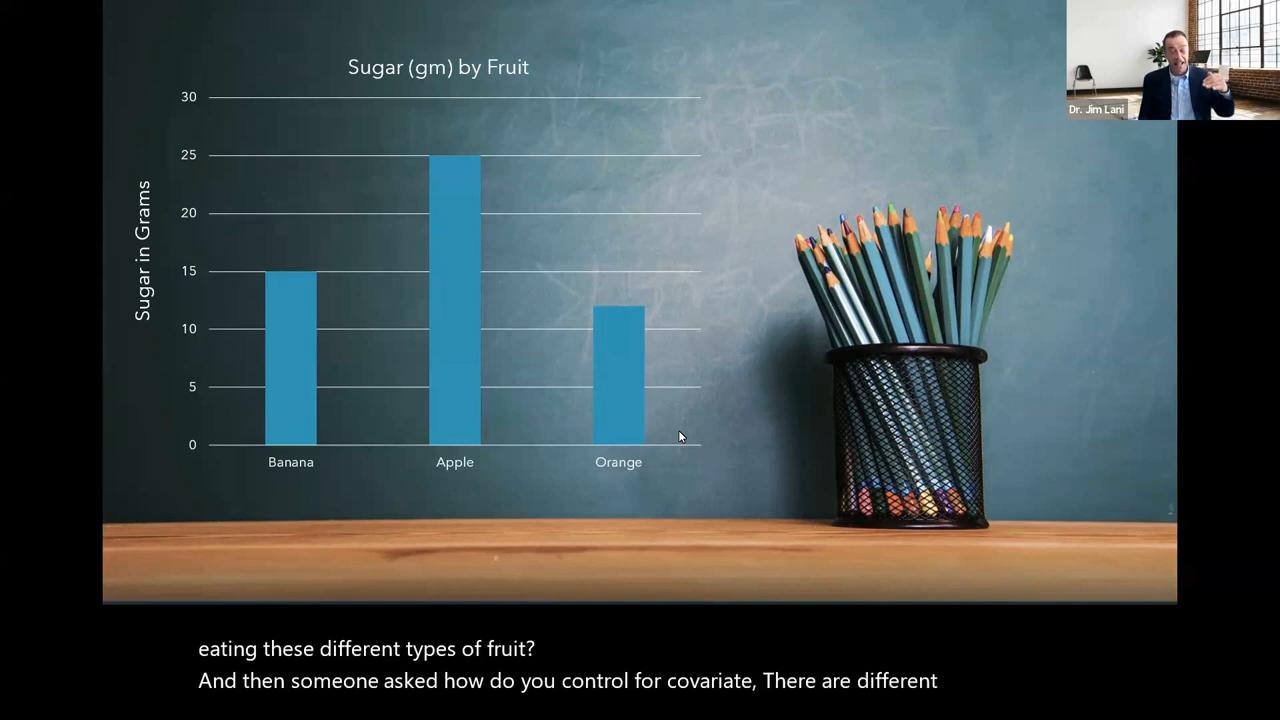 Sugar (gm) by Fruit
Dr. Jim Lani
Sugar in Grams
30
25
20
15
10
5
0
Banana Apple Orange
eating these different types of fruit?
And then someone asked how do you control for covariate, There are different